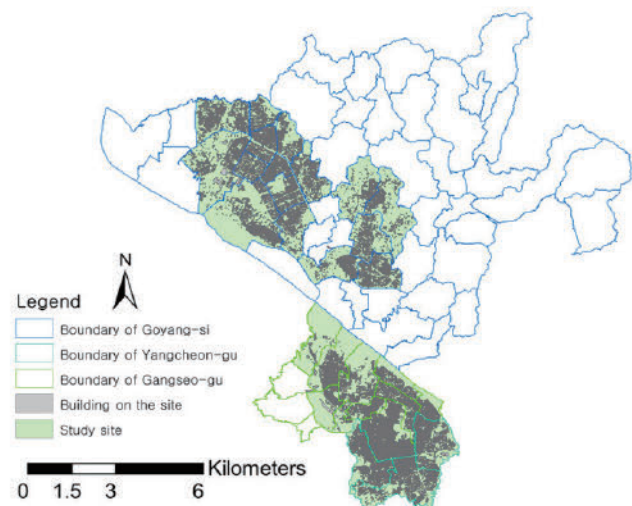 N
Legend
Boundary of Goyang-si
Boundary of Yangcheon-gu
Boundary of Gangseo-gu
Building on the site
Study site
Kilometers
0 1.5 3 6